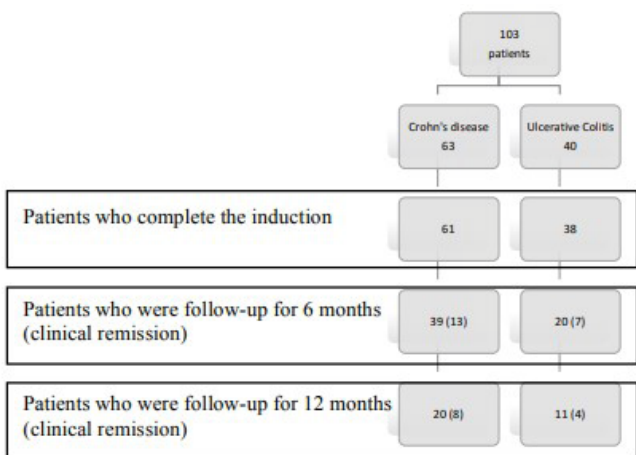 103
patients
Crohn's disease
63
Ulcerative Colitis
40
Patients who complete the induction
61
38
Patients who were follow-up for 6 months
(clinical remission)
39 (13)
20 (7)
Patients who were follow-up for 12 months
(clinical remission)
20 (8)
11 (4)